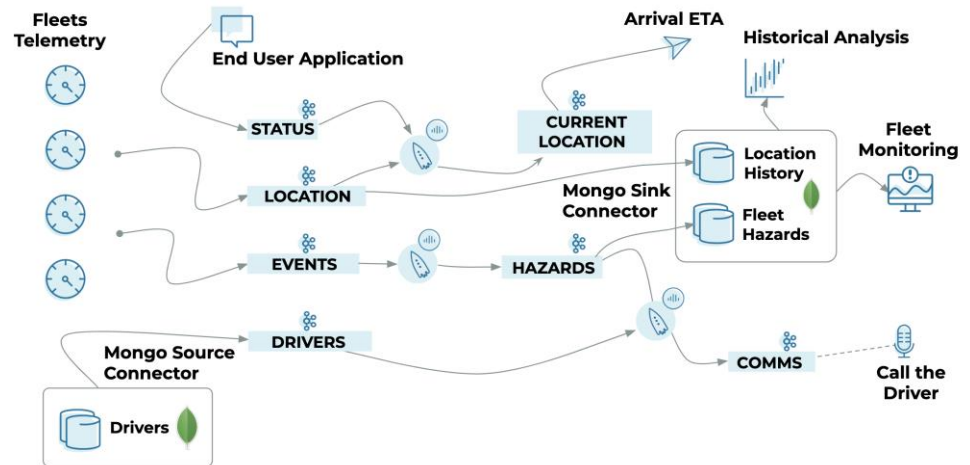 Fleets
Telemetry
End User Application
Arrival ETA
Historical Analysis
STATUS
CURRENT
LOCATION
Fleet
Monitoring
Location
History
LOCATION
Mongo Sink
Connector
Fleet
Hazards
EVENTS
HAZARDS
DRIVERS
Mongo Source
Connector
COMMS
Call the
Driver
Drivers